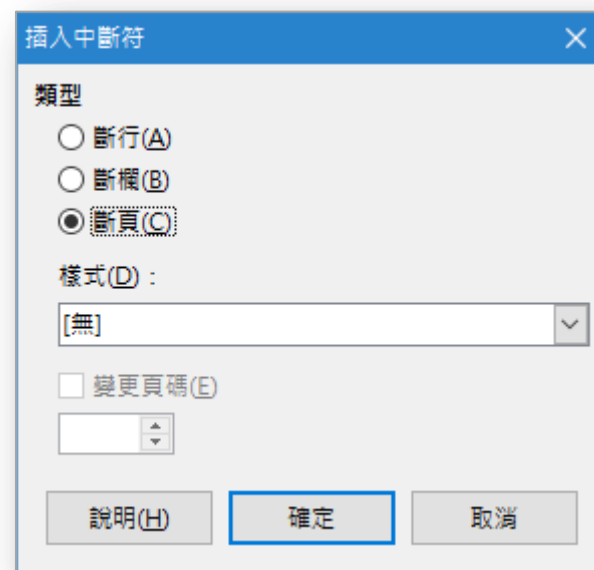 插入中斷符
類型
斷行(A)
斷欄(B)
斷頁(C)
樣式(D)：
[無]
變更頁碼(E)
說明(H) 確定 取消